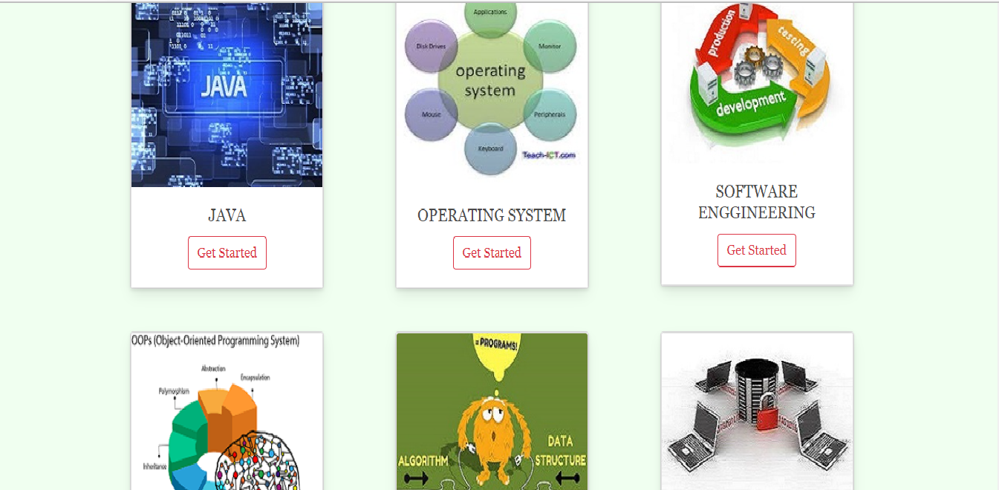 JAVA
Applications
Disk Drives
Monitor
operating
system
Mouse
Peripherals
Keyboard
Teach-ICT.com
production
testing
development
JAVA
Get Started
OPERATING SYSTEM
Get Started
SOFTWARE
ENGGINEERING
Get Started
OOPs (Object-Oriented Programming System)
Abstraction
Encapsulation
Polymorphism
Inheritance
= PROGRAMS!
ALGORITHM
DATA
STRUCTURE